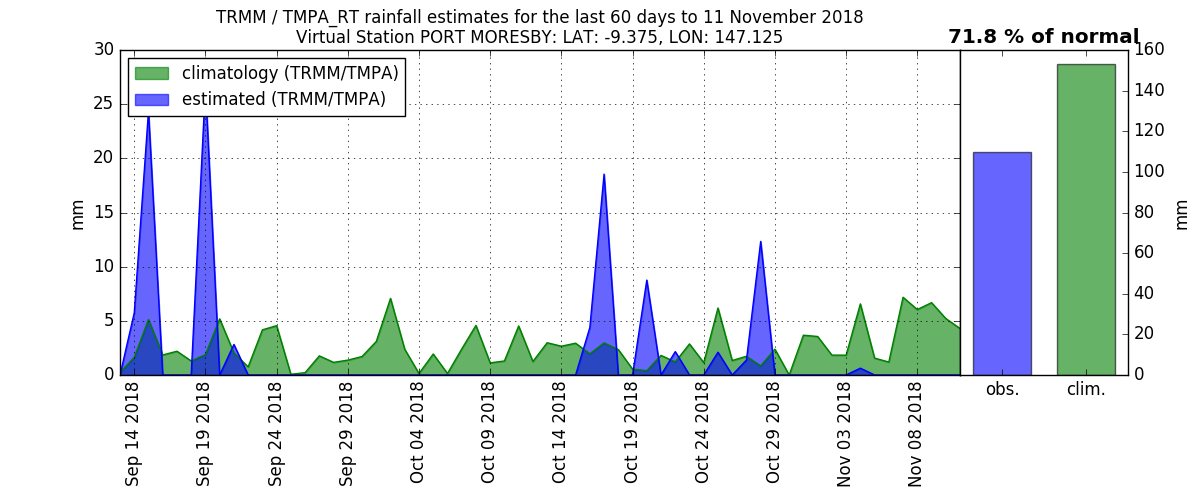 TRMM / TMPA_RT rainfall estimates for the last 60 days to 11 November 2018
Virtual Station PORT MORESBY: LAT: -9.375, LON: 147.125
71.8 % of normal
climatology (TRMM/TMPA)
estimated (TRMM/TMPA)
30
25
20
15
10
5
0
mm
160
140
120
100
80
60
40
20
0
mm
Sep 14 2018
Sep 19 2018
Sep 24 2018
Sep 29 2018
Oct 04 2018
Oct 09 2018
Oct 14 2018
Oct 19 2018
Oct 24 2018
Oct 29 2018
Nov 03 2018
Nov 08 2018
obs.
clim.